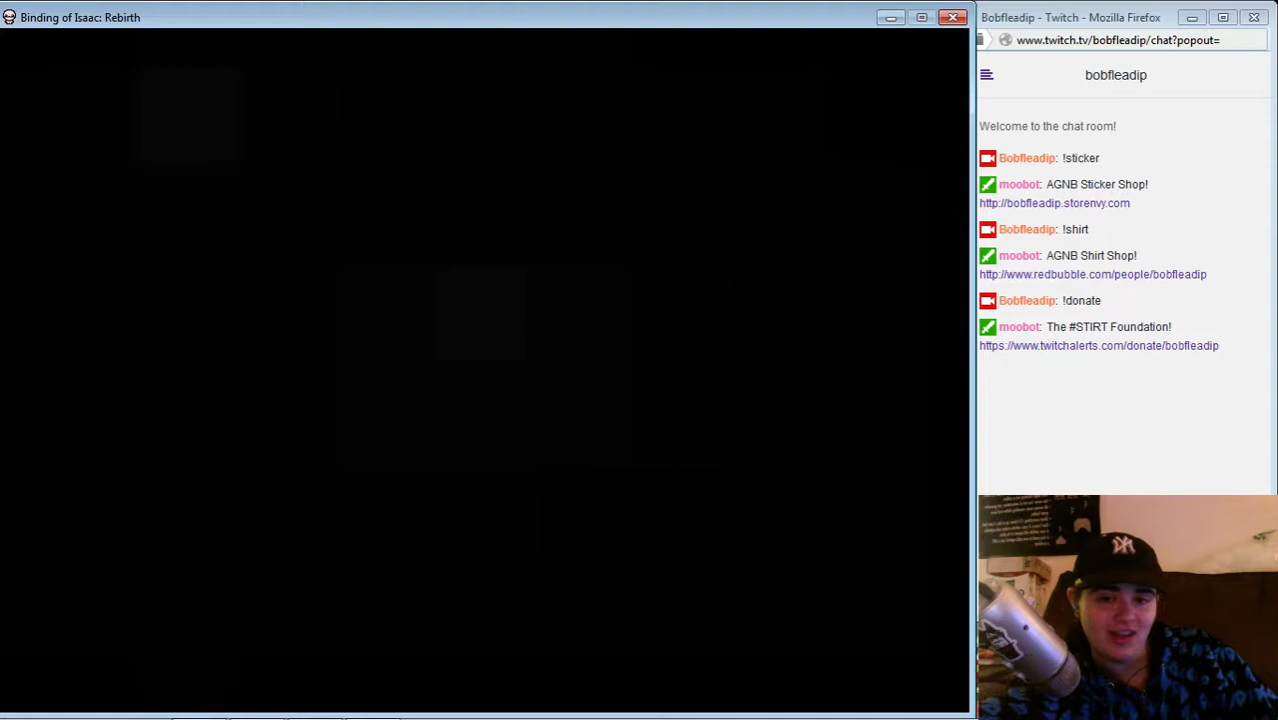 Binding of Isaac: Rebirth
Bobfleadip - Twitch - Mozilla Firefox
www.twitch.tv/bobfleadip/chat?popout=
bobfleadip
Welcome to the chat room!
Bobfleadip: !sticker
moobot: AGNB Sticker Shop!
http://bobfleadip.storenvy.com
Bobfleadip: !shirt
moobot: AGNB Shirt Shop!
http://www.redbubble.com/people/bobfleadip
Bobfleadip: !donate
moobot: The #STIRT Foundation!
https://www.twitchalerts.com/donate/bobfleadip